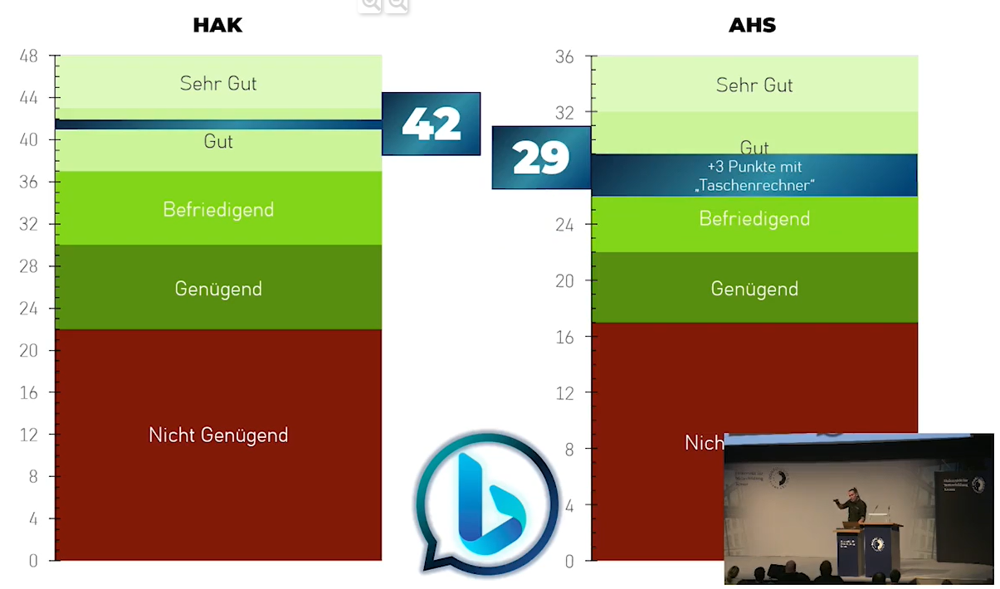 HAK
48
44
40
36
32
28
24
20
16
12
8
4
0
Sehr Gut
Gut
Befriedigend
Genügend
Nicht Genügend
42
AHS
36
32
24
20
16
12
8
4
0
29
Sehr Gut
Gut
+3 Punkte mit
„Taschenrechner“
Befriedigend
Genügend
Nich